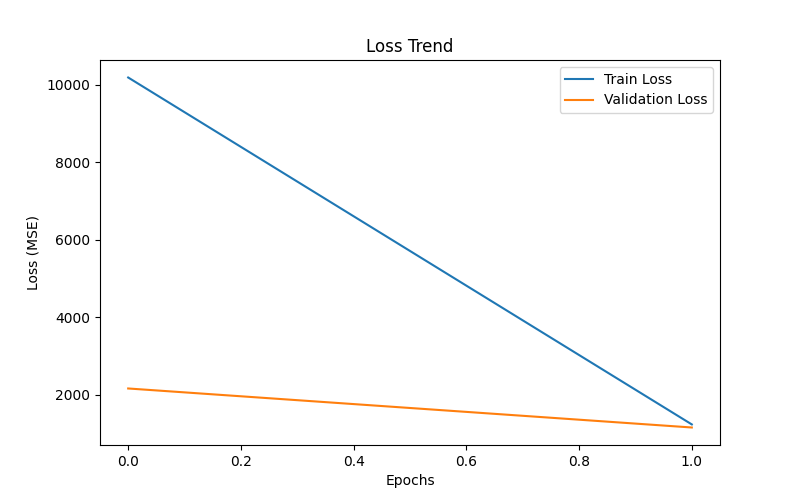 Loss Trend
Train Loss
Validation Loss
Loss (MSE)
10000
8000
6000
4000
2000
0.0 0.2 0.4 0.6 0.8 1.0
Epochs